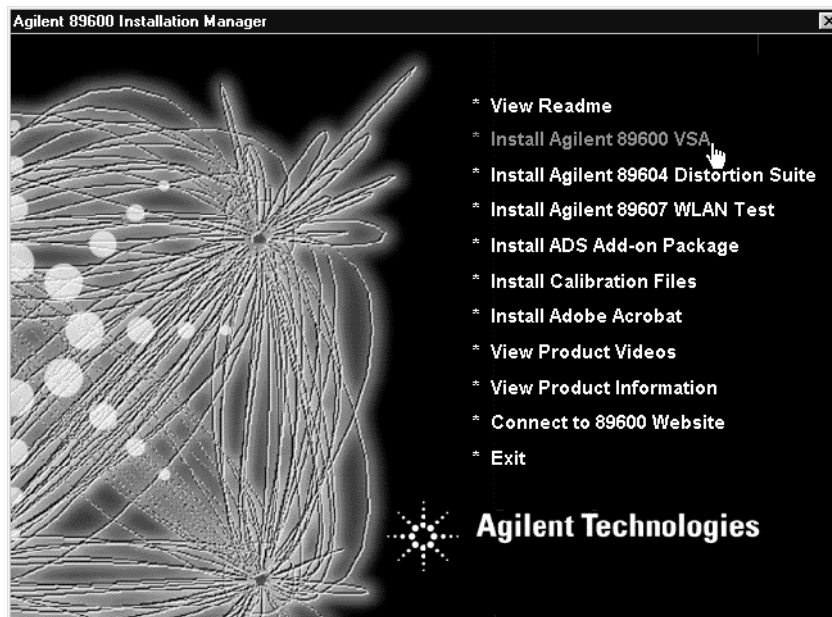 Agilent 89600 Installation Manager
* View Readme
* Install Agilent 89600 VSA
* Install Agilent 89604 Distortion Suite
* Install Agilent 89607 WLAN Test
* Install ADS Add-on Package
* Install Calibration Files
* Install Adobe Acrobat
* View Product Videos
* View Product Information
* Connect to 89600 Website
* Exit
Agilent Technologies